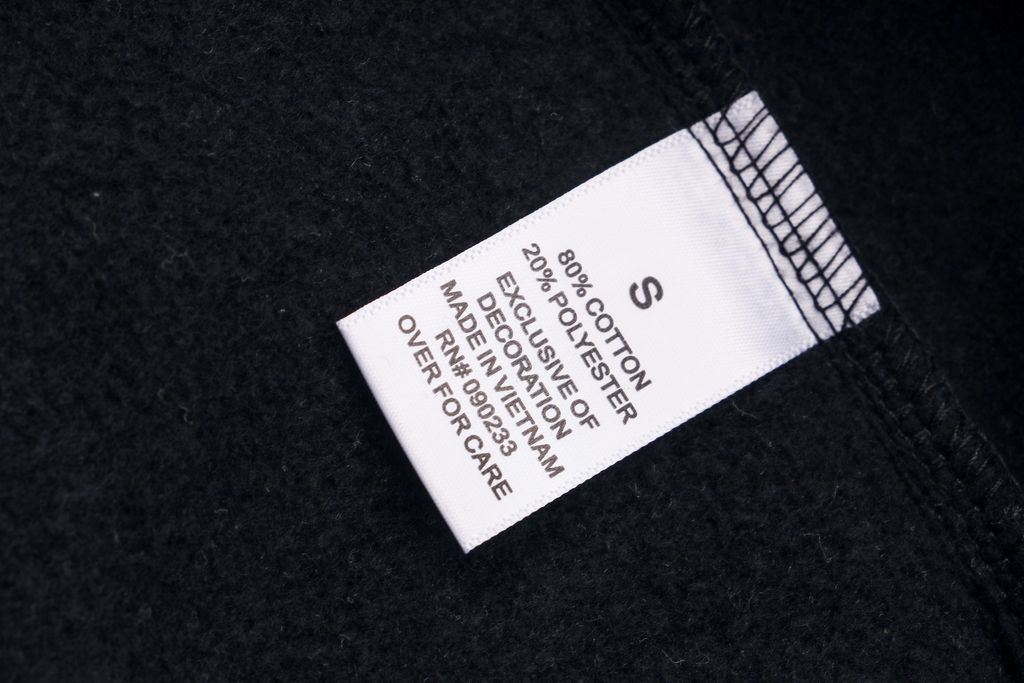 S
80% COTTON
20% POLYESTER
EXCLUSIVE OF
DECORATION
MADE IN VIETNAM
RN# 090233
OVER FOR CARE